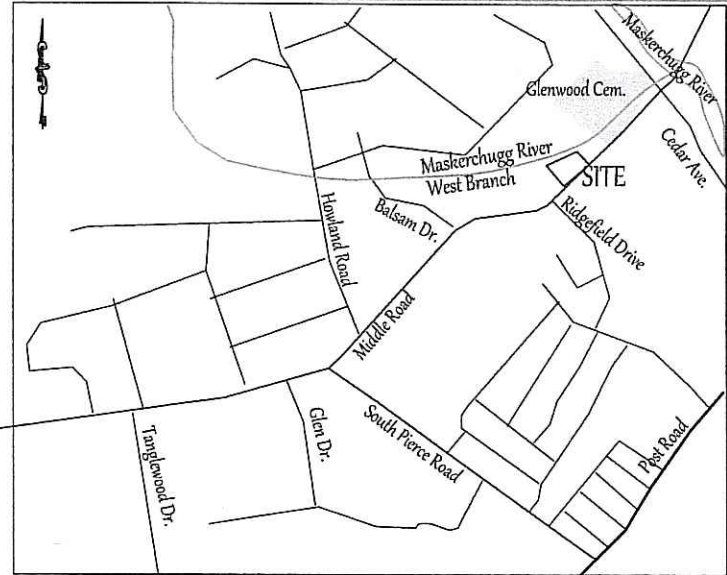 Maskerchugg River
Glenwood Cem.
Cedar Ave.
Maskerchugg River
West Branch
SITE
Howland Road
Balsam Dr.
Ridgefield Drive
Middle Road
Glen Dr.
South Pierce Road
Post Road
Tanglewood Dr.